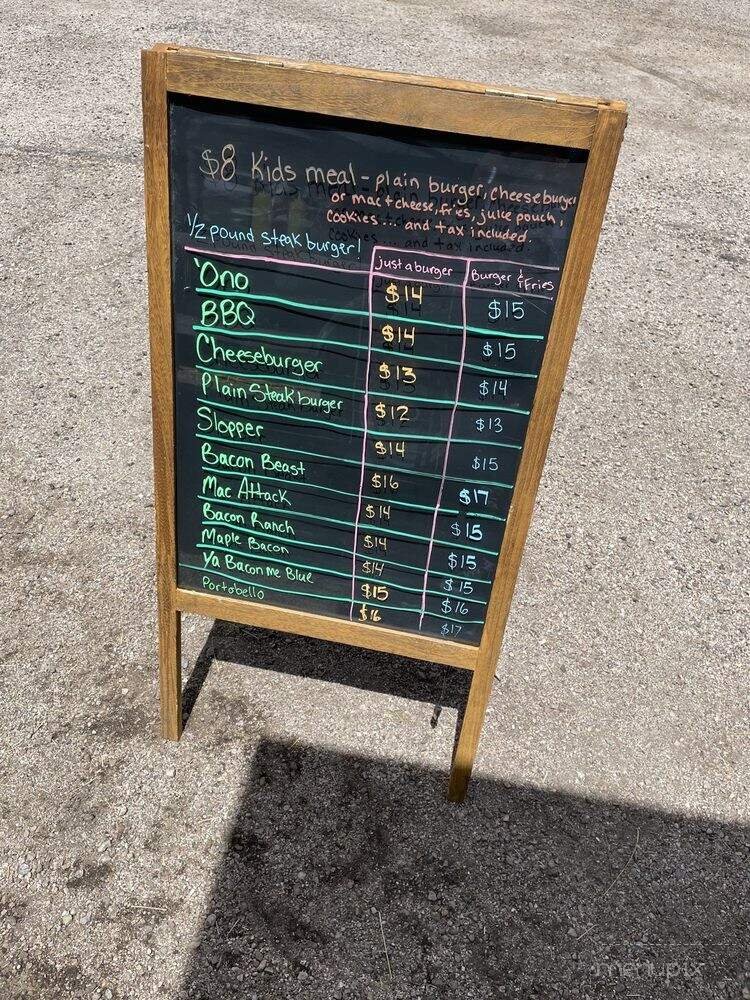 $8 Kids meal - plain burger, cheeseburger
or mac + cheese, fries, juice pouch,
cookies ... and tax included.
1/2 pound steak burger!
just a burger Burger & Fries
'Ono $14 $15
BBQ $14 $15
Cheeseburger $13 $14
Plain Steak burger $12 $13
Slopper $14 $15
Bacon Beast $16 $17
Mac Attack $14 $15
Bacon Ranch $14 $15
Maple Bacon $14 $15
Ya Bacon me Blue $15 $16
Portobello $16 $17
menupix